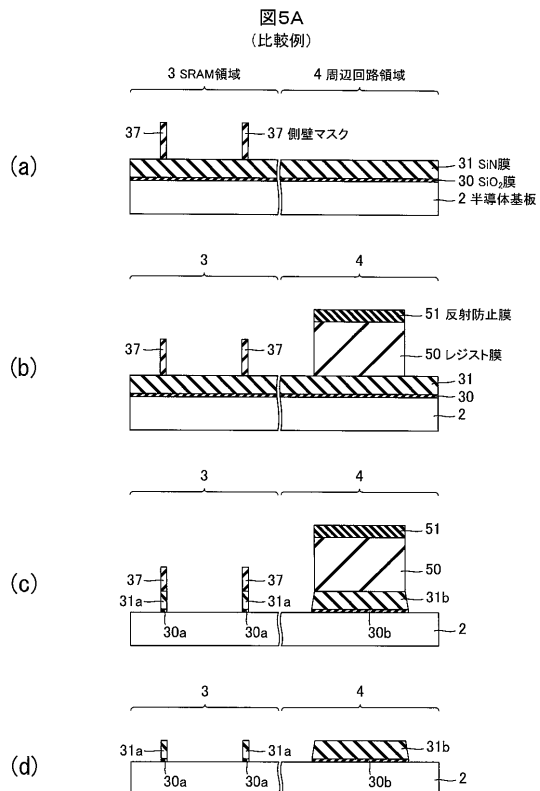 図5A
(比較例)
3 SRAM領域 4 周辺回路領域
37 37 側壁マスク
(a)
31 SiN膜
30 SiO₂膜
2 半導体基板
3 4
51 反射防止膜
37 37
50 レジスト膜
(b)
31
30
2
3 4
51
50
(c)
37 37
31a 31a 31b
30a 30a 30b 2
3 4
31a 31a 31b
(d)
30a 30a 30b 2